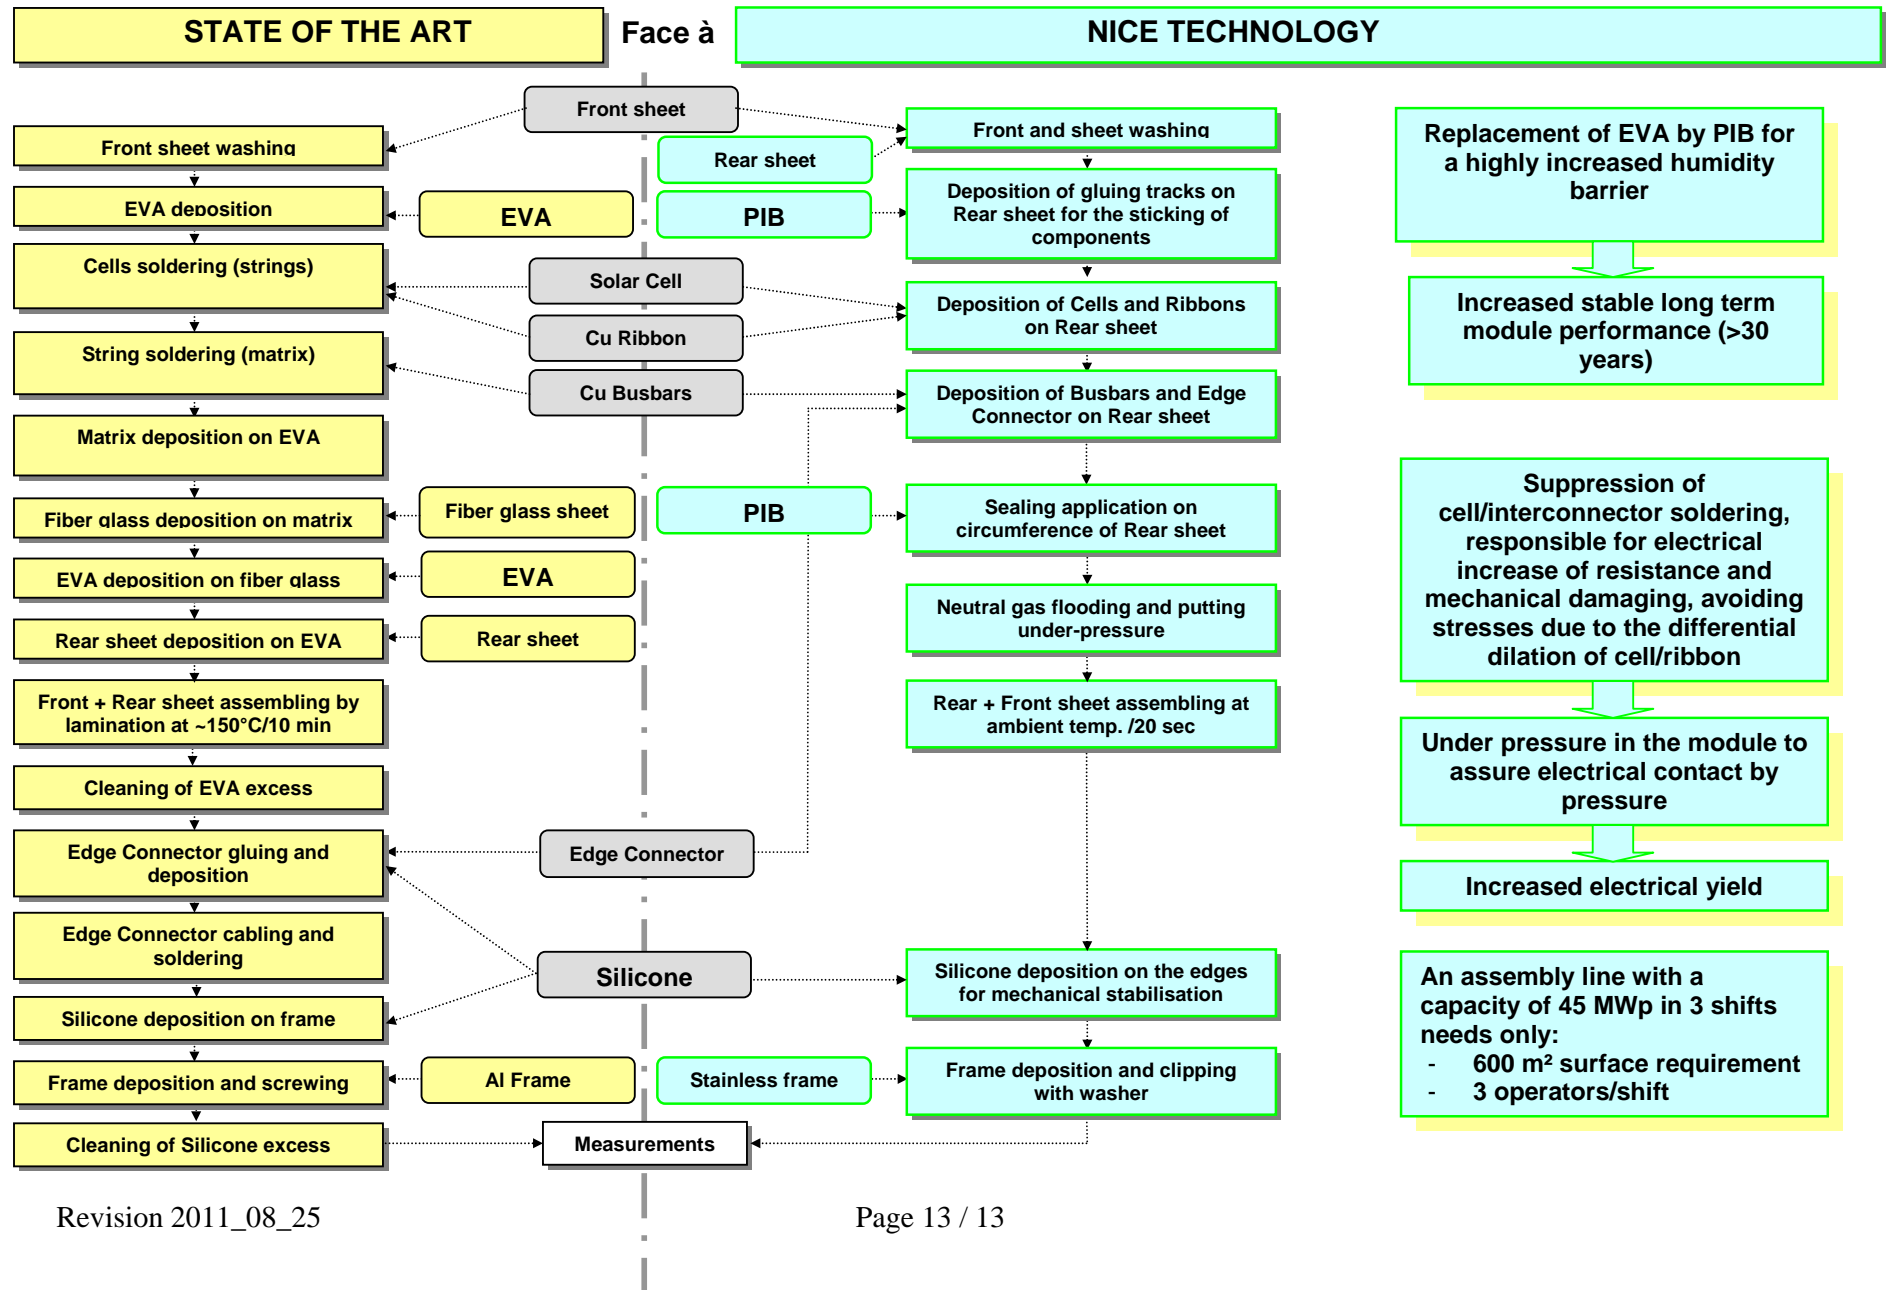 STATE OF THE ART
Face à
NICE TECHNOLOGY
Front sheet
Front sheet washing
EVA deposition
EVA
Cells soldering (strings)
Solar Cell
Cu Ribbon
String soldering (matrix)
Cu Busbars
Matrix deposition on EVA
Fiber glass deposition on matrix
Fiber glass sheet
EVA deposition on fiber glass
EVA
Rear sheet deposition on EVA
Rear sheet
Front + Rear sheet assembling by
lamination at ~150°C/10 min
Cleaning of EVA excess
Edge Connector gluing and
deposition
Edge Connector
Edge Connector cabling and
soldering
Silicone
Silicone deposition on frame
Frame deposition and screwing
Al Frame
Cleaning of Silicone excess
Measurements
Front and sheet washing
Rear sheet
Deposition of gluing tracks on
Rear sheet for the sticking of
components
PIB
Deposition of Cells and Ribbons
on Rear sheet
Deposition of Busbars and Edge
Connector on Rear sheet
PIB
Sealing application on
circumference of Rear sheet
Neutral gas flooding and putting
under-pressure
Rear + Front sheet assembling at
ambient temp. /20 sec
Silicone deposition on the edges
for mechanical stabilisation
Stainless frame
Frame deposition and clipping
with washer
Replacement of EVA by PIB for
a highly increased humidity
barrier
Increased stable long term
module performance (>30
years)
Suppression of
cell/interconnector soldering,
responsible for electrical
increase of resistance and
mechanical damaging, avoiding
stresses due to the differential
dilation of cell/ribbon
Under pressure in the module to
assure electrical contact by
pressure
Increased electrical yield
An assembly line with a
capacity of 45 MWp in 3 shifts
needs only:
- 600 m² surface requirement
- 3 operators/shift
Revision 2011_08_25
Page 13 / 13